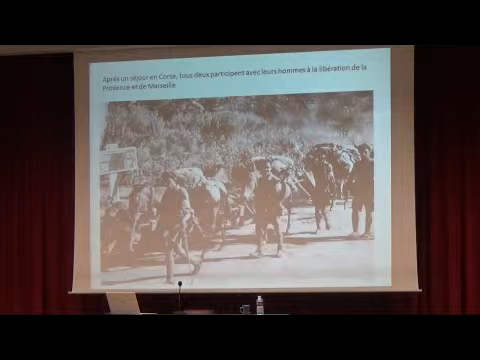 Après un séjour en Corse, tous deux participent avec leurs hommes à la libération de la
Provence et de Marseille